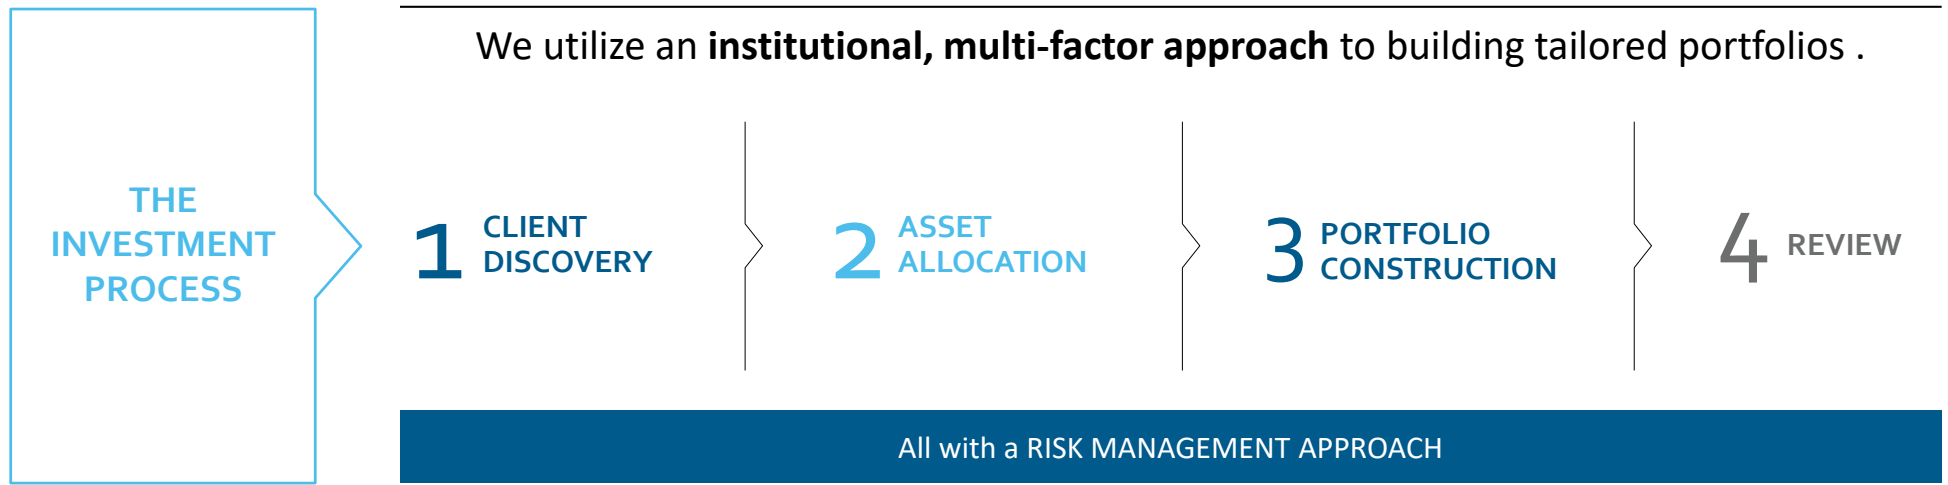 We utilize an institutional, multi-factor approach to building tailored portfolios .
THE
INVESTMENT
PROCESS
1 CLIENT
DISCOVERY
2 ASSET
ALLOCATION
3 PORTFOLIO
CONSTRUCTION
4 REVIEW
All with a RISK MANAGEMENT APPROACH